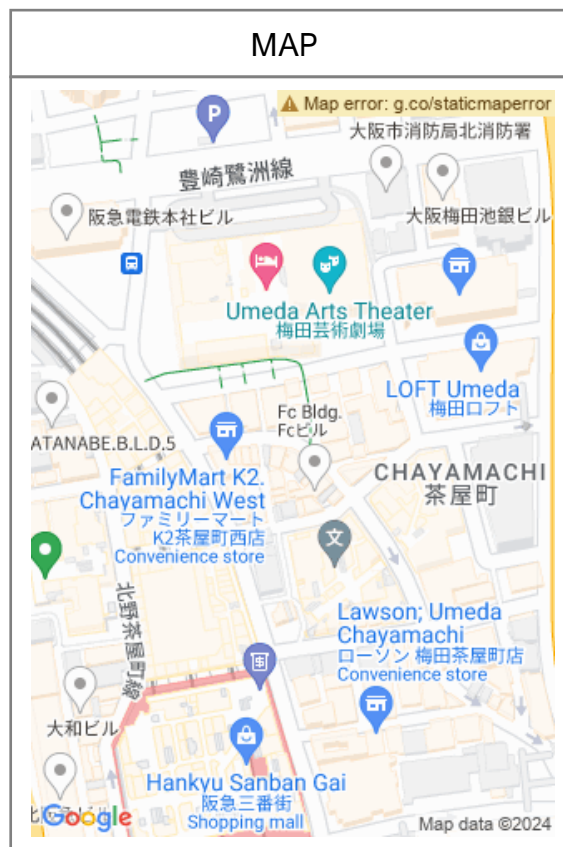 MAP
Map error: g.co/staticmaperror
P
大阪市消防局北消防署
豊崎鷺洲線
阪急電鉄本社ビル
大阪梅田池銀ビル
Umeda Arts Theater
梅田芸術劇場
LOFT Umeda
梅田ロフト
Fc Bldg.
Fcビル
ATANABE.B.L.D.5
FamilyMart K2.
Chayamachi West
ファミリーマート
K2茶屋町西店
Convenience store
CHAYAMACHI
茶屋町
文
北野茶屋町線
Lawson; Umeda
Chayamachi
ローソン 梅田茶屋町店
Convenience store
大和ビル
Hankyu Sanban Gai
阪急三番街
Shopping mall
Google
Map data ©2024